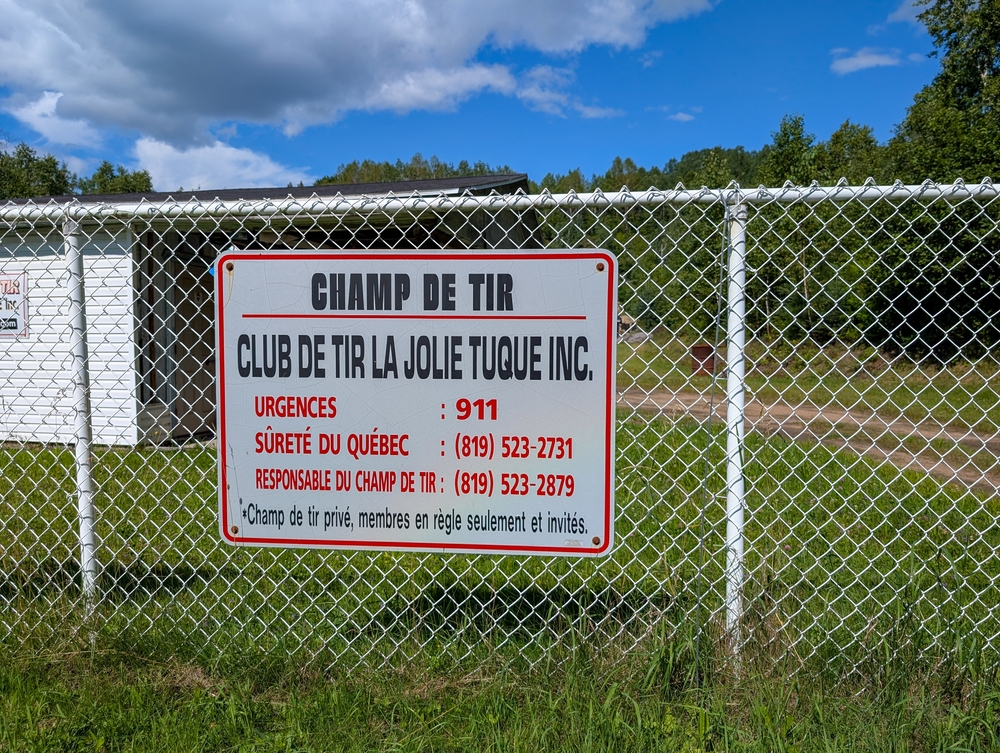 CHAMP DE TIR
CLUB DE TIR LA JOLIE TUQUE INC.
URGENCES : 911
SÛRETÉ DU QUÉBEC : (819) 523-2731
RESPONSABLE DU CHAMP DE TIR : (819) 523-2879
*Champ de tir privé, membres en règle seulement et invités.